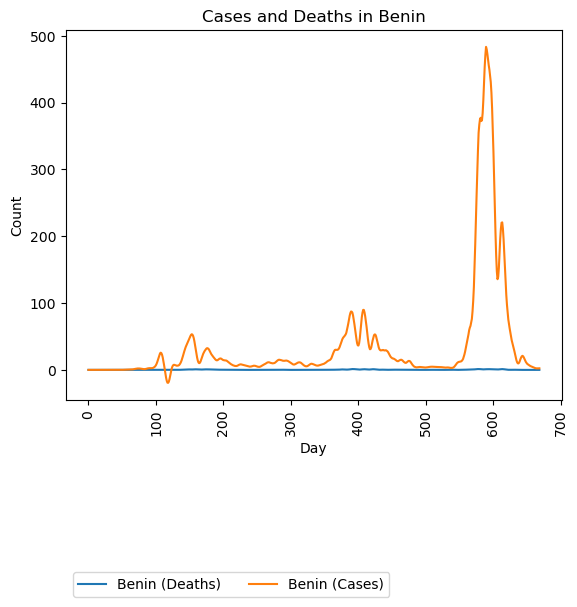 Cases and Deaths in Benin
500
400
300
200
100
0
Count
0 100 200 300 400 500 600 700
Day
Benin (Deaths) Benin (Cases)